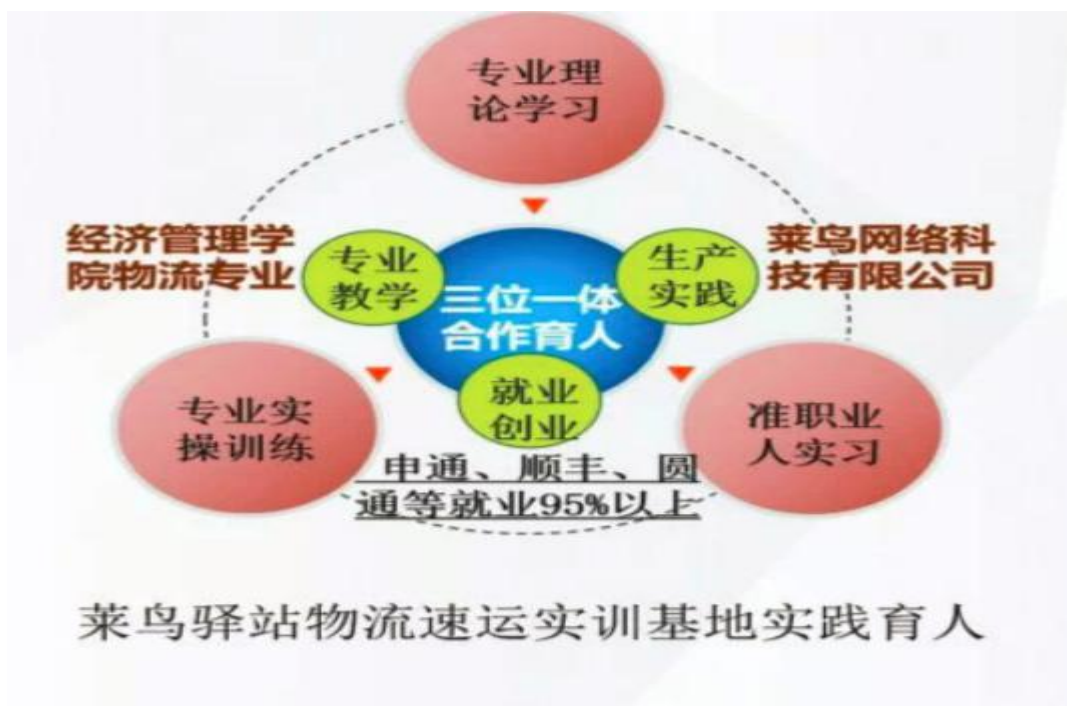 专业理
论学习
经济管理学
院物流专业
专业
教学
生产
实践
莱鸟网络科
技有限公司
三位一体
合作育人
就业
创业
专业实
操训练
准职业
人实习
申通、顺丰、圆
通等就业95%以上
莱鸟驿站物流速运实训基地实践育人